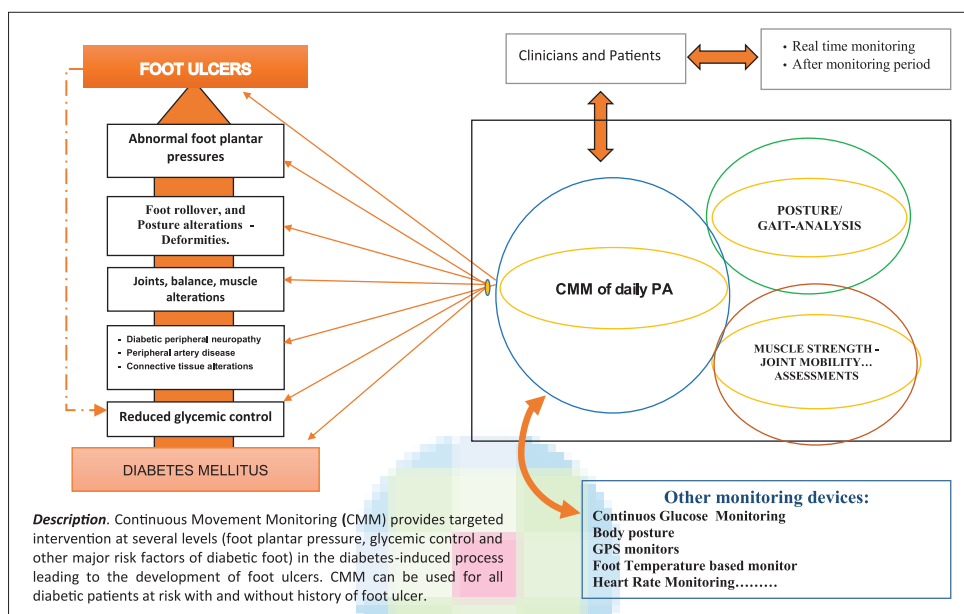 FOOT ULCERS
Abnormal foot plantar
pressures
Foot rollover, and
Posture alterations -
Deformities.
Joints, balance, muscle
alterations
- Diabetic peripheral neuropathy
- Peripheral artery disease
- Connective tissue alterations
Reduced glycemic control
DIABETES MELLITUS
Clinicians and Patients
• Real time monitoring
• After monitoring period
CMM of daily PA
POSTURE/
GAIT-ANALYSIS
MUSCLE STRENGTH -
JOINT MOBILITY…
ASSESSMENTS
Other monitoring devices:
Continuos Glucose Monitoring
Body posture
GPS monitors
Foot Temperature based monitor
Heart Rate Monitoring………
Description. Continuous Movement Monitoring (CMM) provides targeted
intervention at several levels (foot plantar pressure, glycemic control and
other major risk factors of diabetic foot) in the diabetes-induced process
leading to the development of foot ulcers. CMM can be used for all
diabetic patients at risk with and without history of foot ulcer.